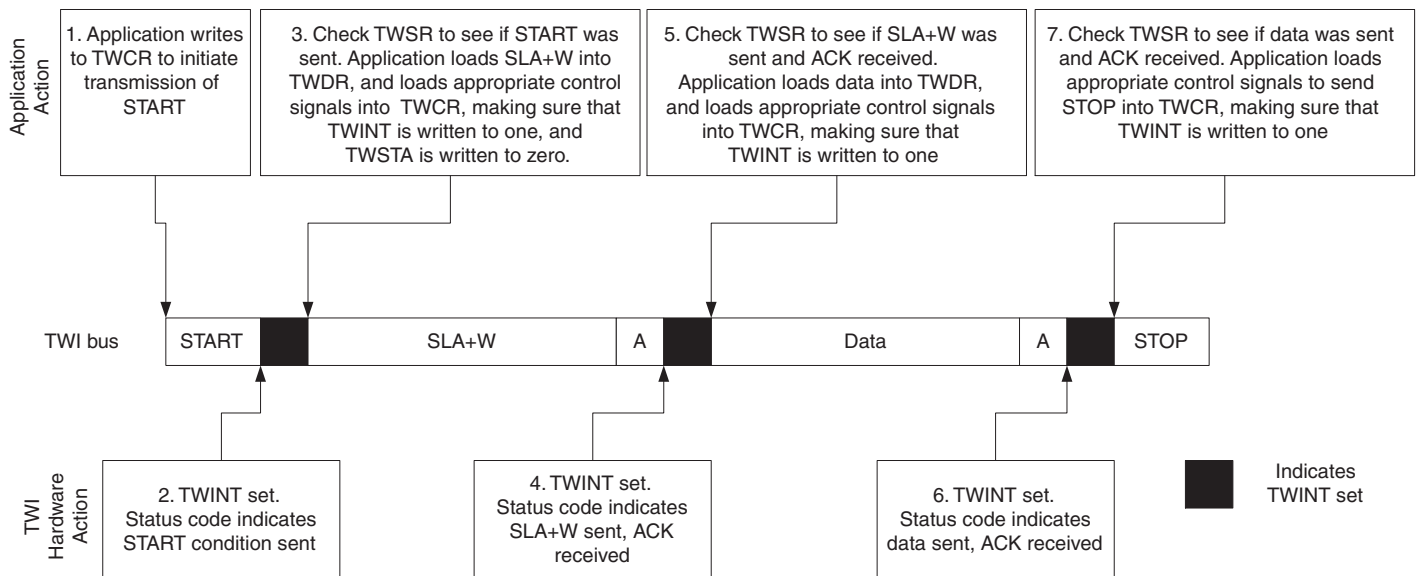 Application
Action
1. Application writes
to TWCR to initiate
transmission of
START
3. Check TWSR to see if START was
sent. Application loads SLA+W into
TWDR, and loads appropriate control
signals into TWCR, making sure that
TWINT is written to one, and
TWSTA is written to zero.
5. Check TWSR to see if SLA+W was
sent and ACK received.
Application loads data into TWDR,
and loads appropriate control signals
into TWCR, making sure that
TWINT is written to one
7. Check TWSR to see if data was sent
and ACK received. Application loads
appropriate control signals to send
STOP into TWCR, making sure that
TWINT is written to one
TWI bus
START
SLA+W
A
Data
A
STOP
TWI
Hardware
Action
2. TWINT set.
Status code indicates
START condition sent
4. TWINT set.
Status code indicates
SLA+W sent, ACK
received
6. TWINT set.
Status code indicates
data sent, ACK received
Indicates
TWINT set